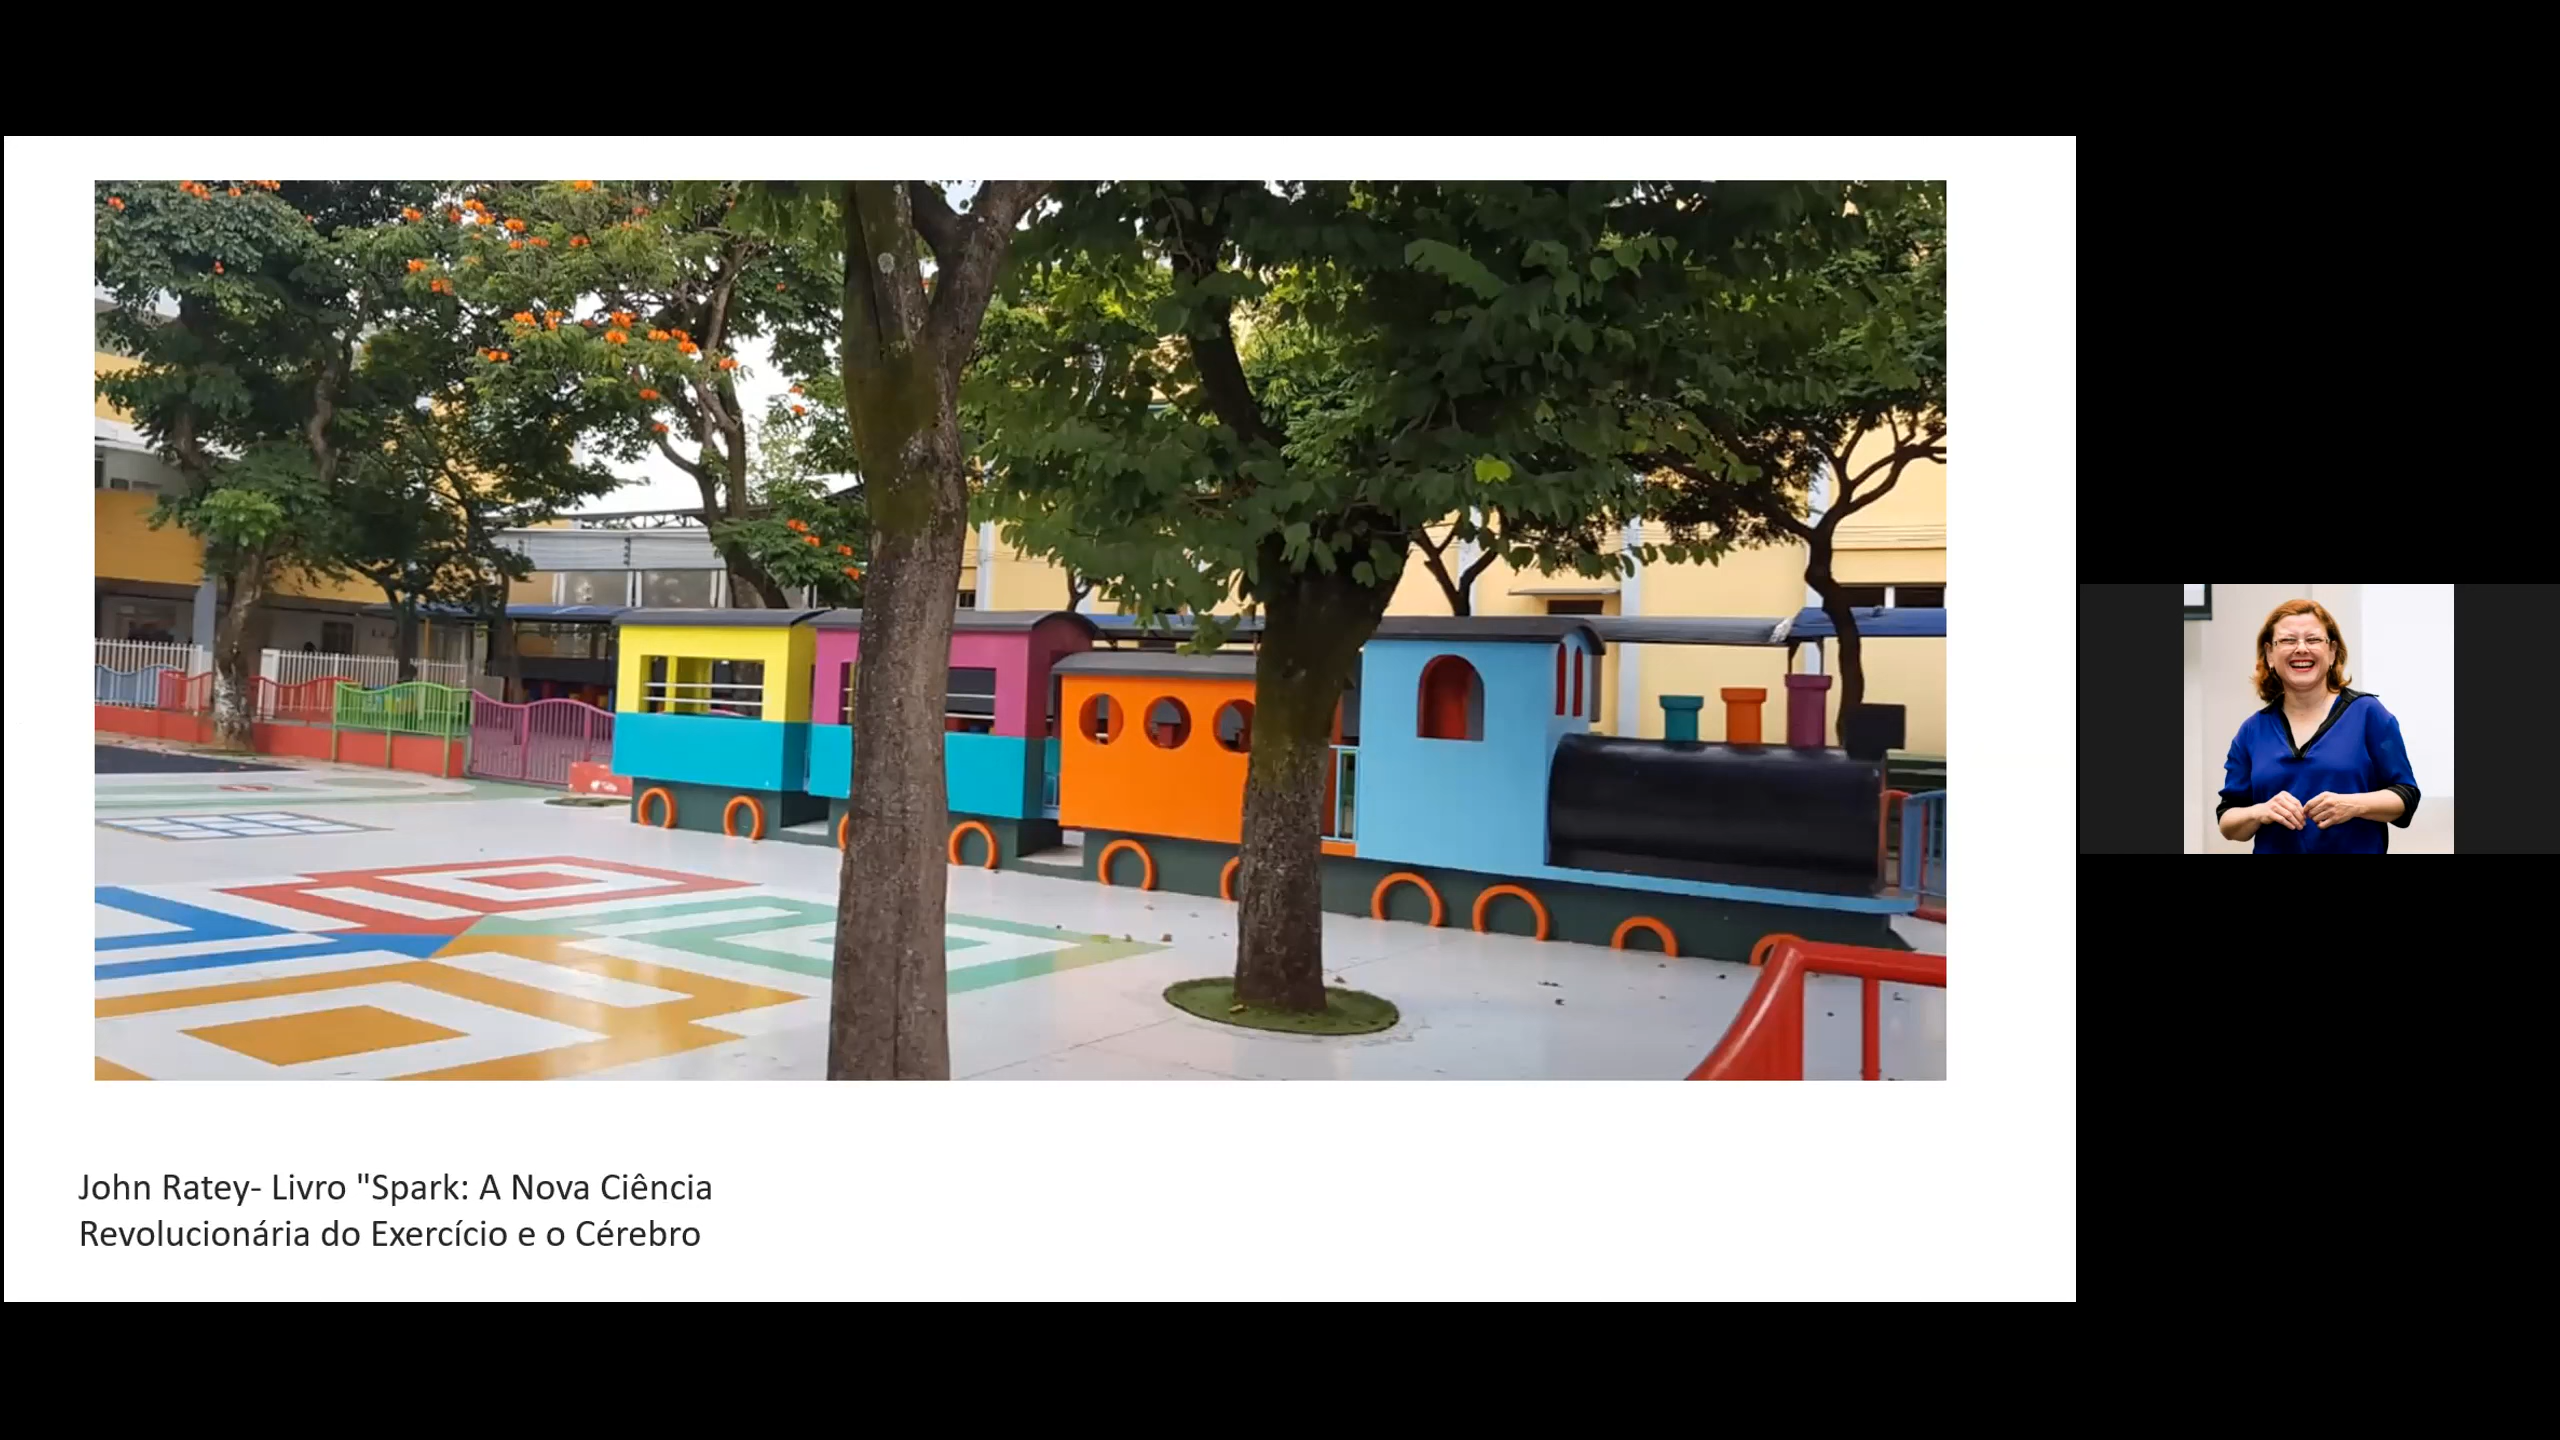 John Ratey- Livro "Spark: A Nova Ciência
Revolucionária do Exercício e o Cérebro